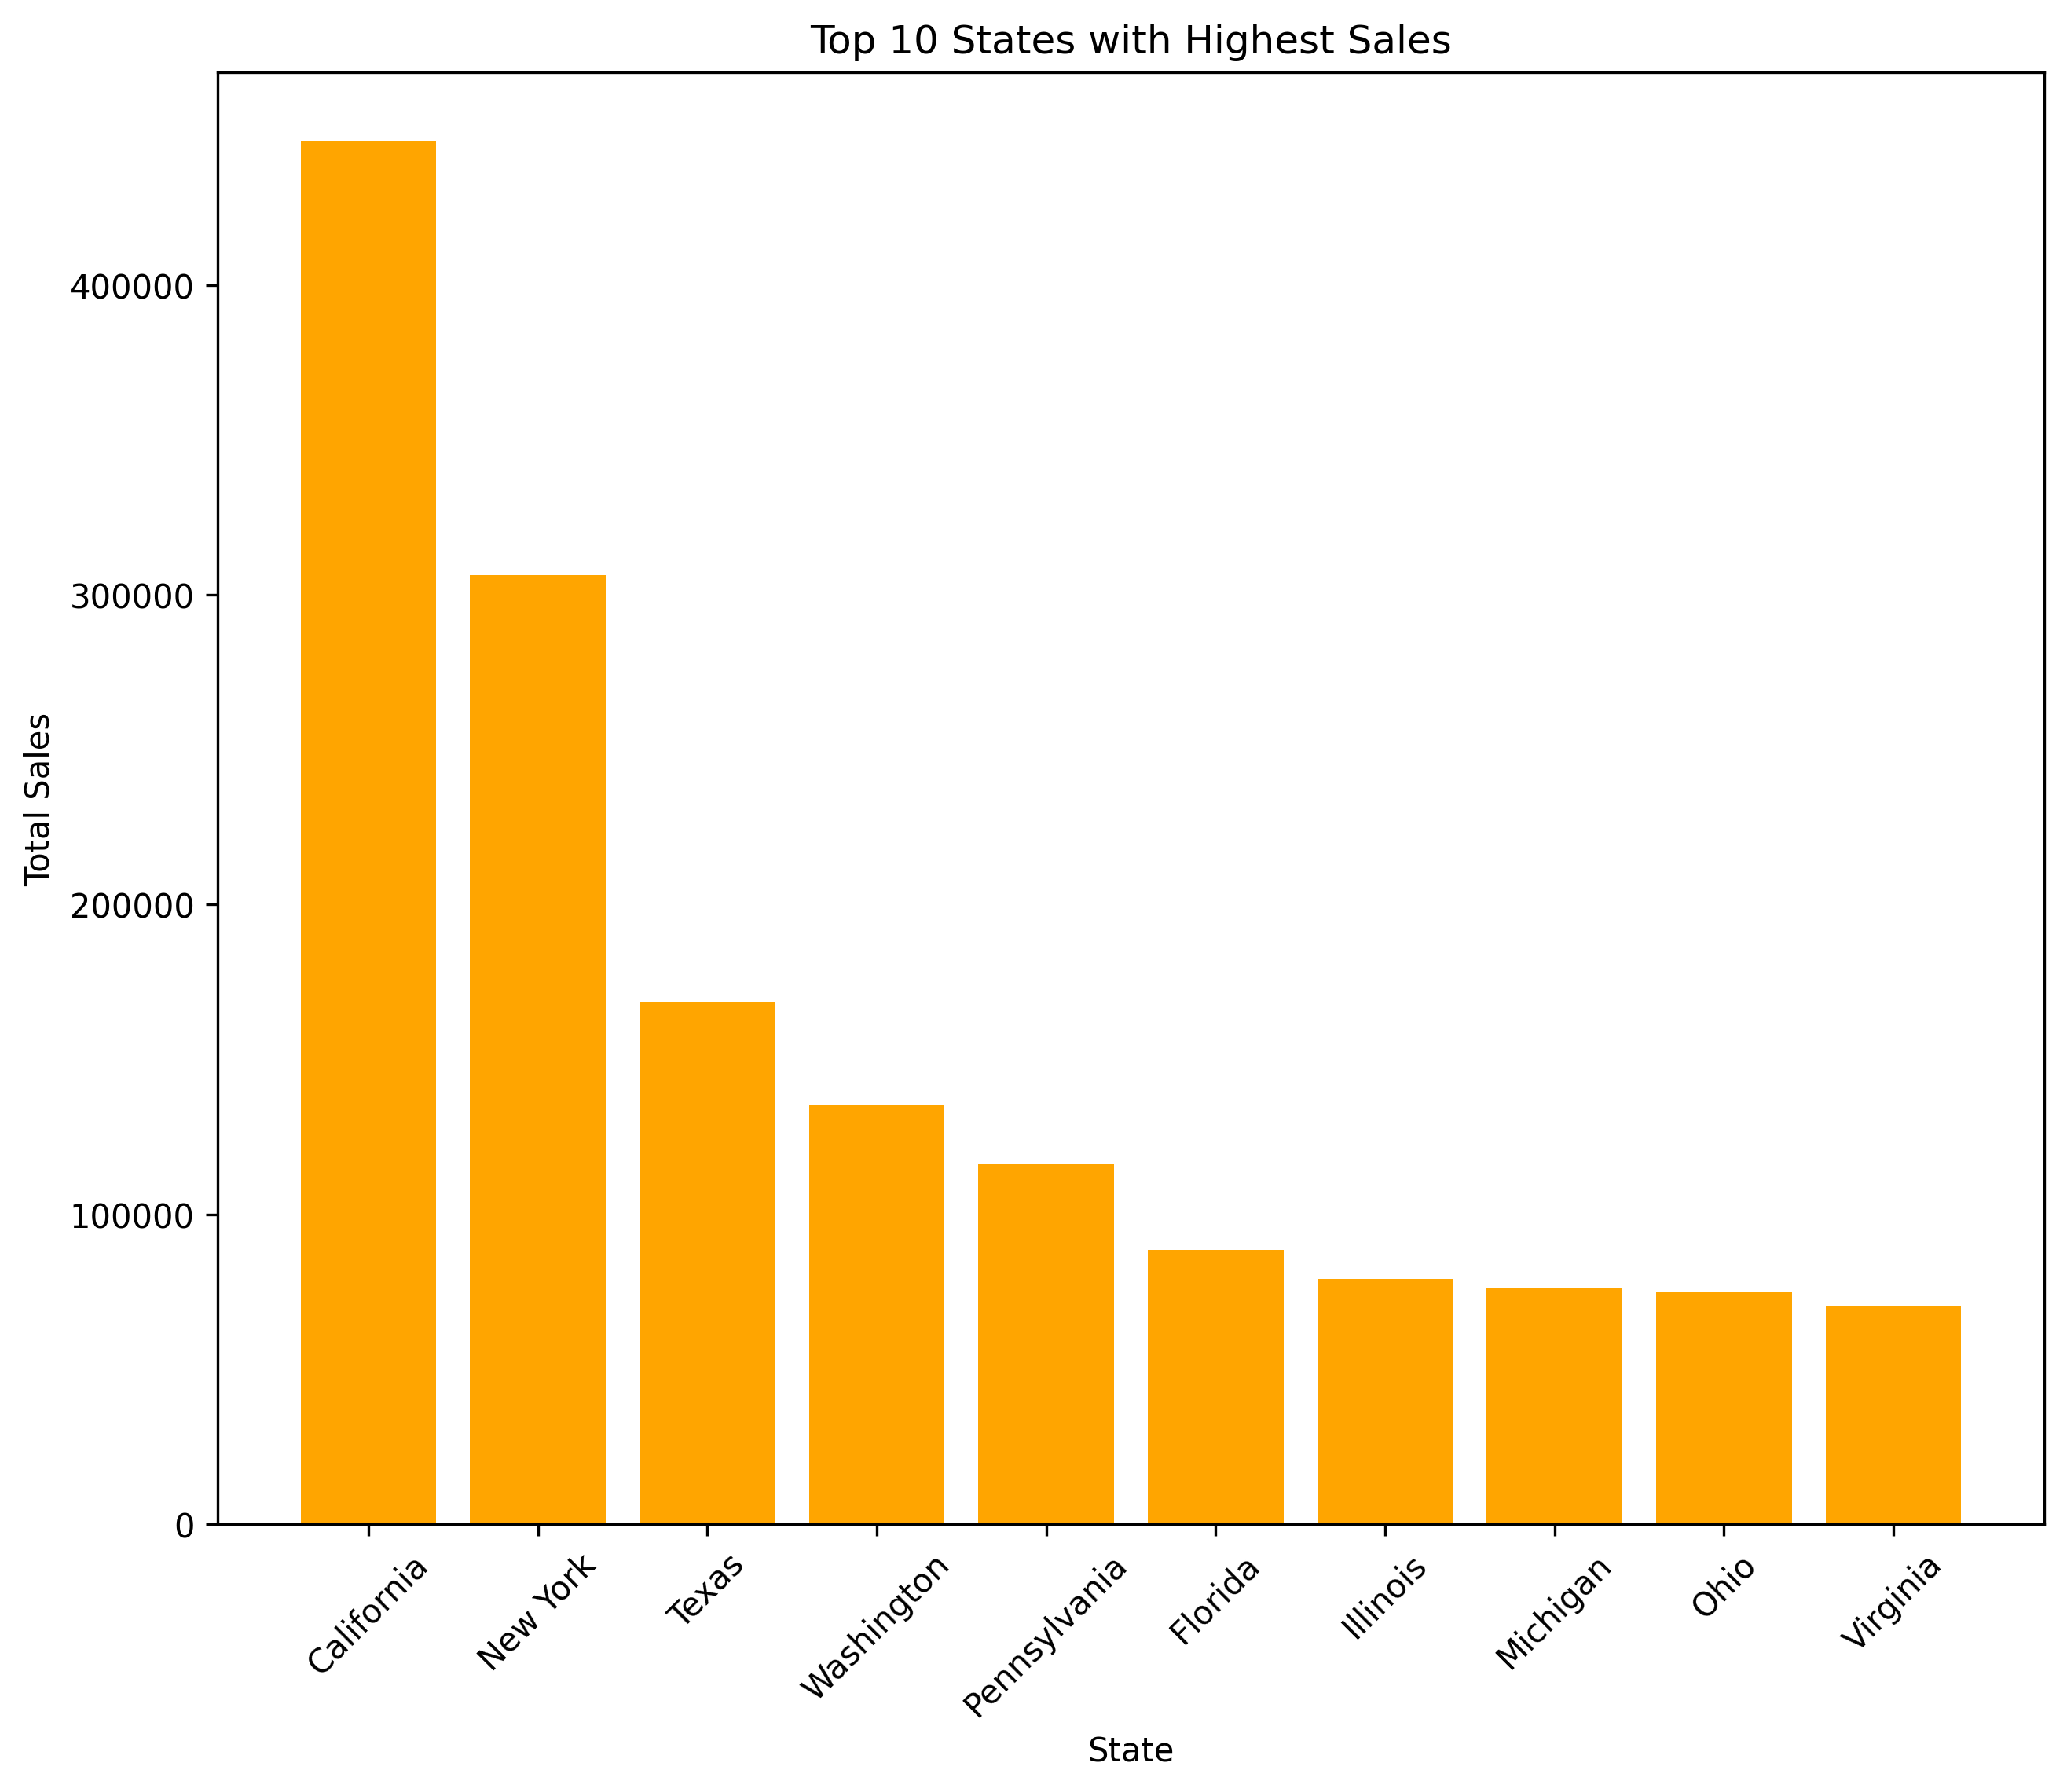 Top 10 States with Highest Sales
Total Sales
400000
300000
200000
100000
0
California
New York
Texas
Washington
Pennsylvania
Florida
Illinois
Michigan
Ohio
Virginia
State